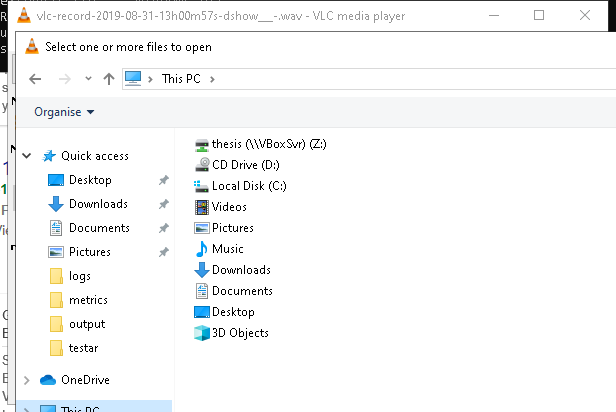 vlc-record-2019-08-31-13h00m57s-dshow___-.wav - VLC media player
Select one or more files to open
This PC
Organise
thesis (\\VBoxSvr) (Z:)
CD Drive (D:)
Local Disk (C:)
Videos
Pictures
Music
Downloads
Documents
Desktop
3D Objects
Quick access
Desktop
Downloads
Documents
Pictures
logs
metrics
output
testar
OneDrive
This PC